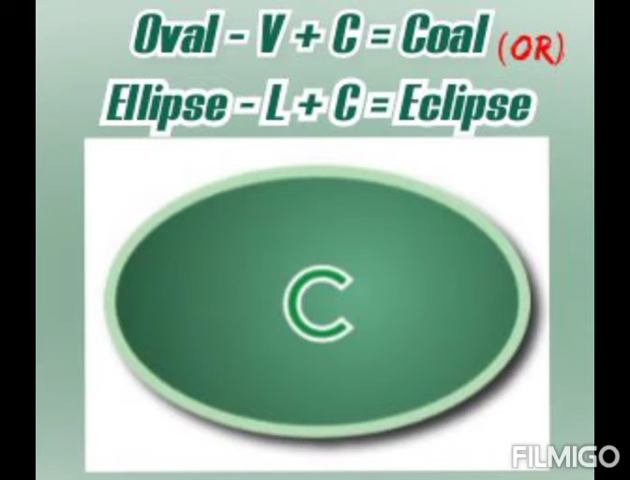 Oval - V + C = Coal (OR)
Ellipse - L + C = Eclipse
C
FILMIGO